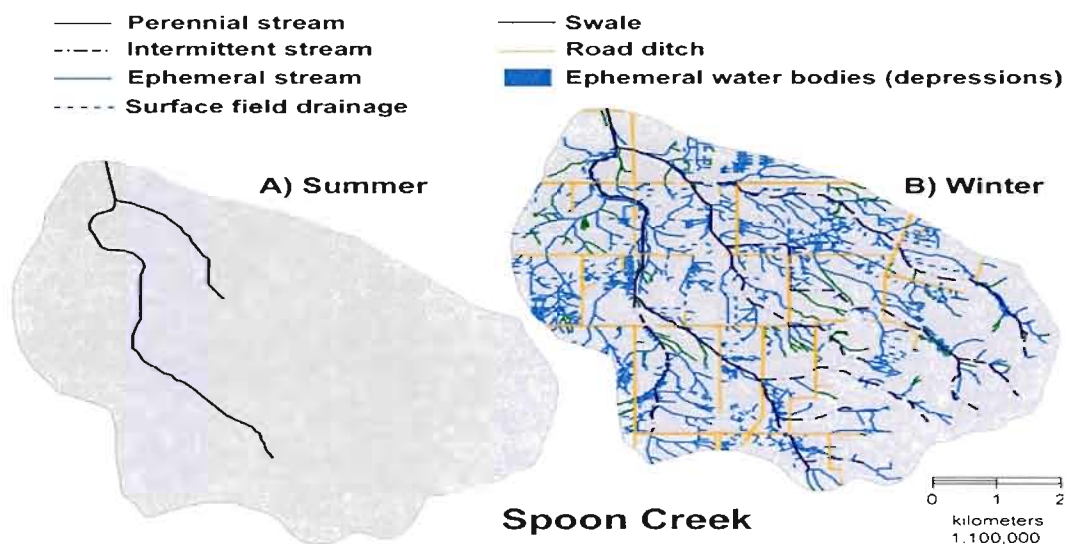 Perennial stream
Intermittent stream
Ephemeral stream
Surface field drainage
Swale
Road ditch
Ephemeral water bodies (depressions)
A) Summer
B) Winter
Spoon Creek
0 1 2
kilometers
1:100,000